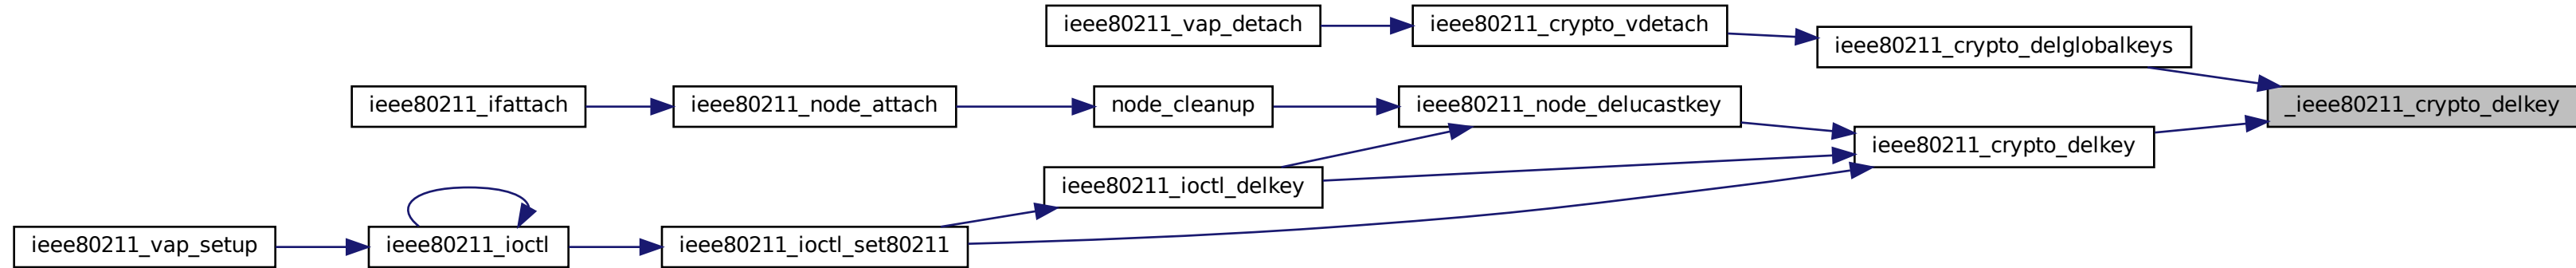 ieee80211_vap_detach
ieee80211_crypto_vdetach
ieee80211_crypto_delglobalkeys
ieee80211_ifattach
ieee80211_node_attach
node_cleanup
ieee80211_node_delucastkey
_ieee80211_crypto_delkey
ieee80211_crypto_delkey
ieee80211_ioctl_delkey
ieee80211_vap_setup
ieee80211_ioctl
ieee80211_ioctl_set80211